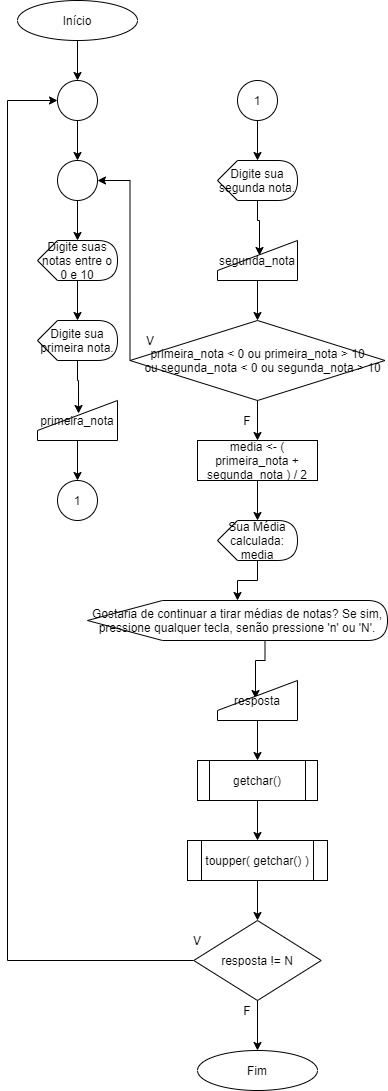 Início
Digite suas
notas entre o
0 e 10
Digite sua
primeira nota.
primeira_nota
1
1
Digite sua
segunda nota.
segunda_nota
V
primeira_nota < 0 ou primeira_nota > 10
ou segunda_nota < 0 ou segunda_nota > 10
F
media <- (
primeira_nota +
segunda_nota ) / 2
Sua Média
calculada:
media
Gostaria de continuar a tirar médias de notas? Se sim,
pressione qualquer tecla, senão pressione 'n' ou 'N'.
resposta
getchar()
toupper( getchar() )
V
resposta != N
F
Fim